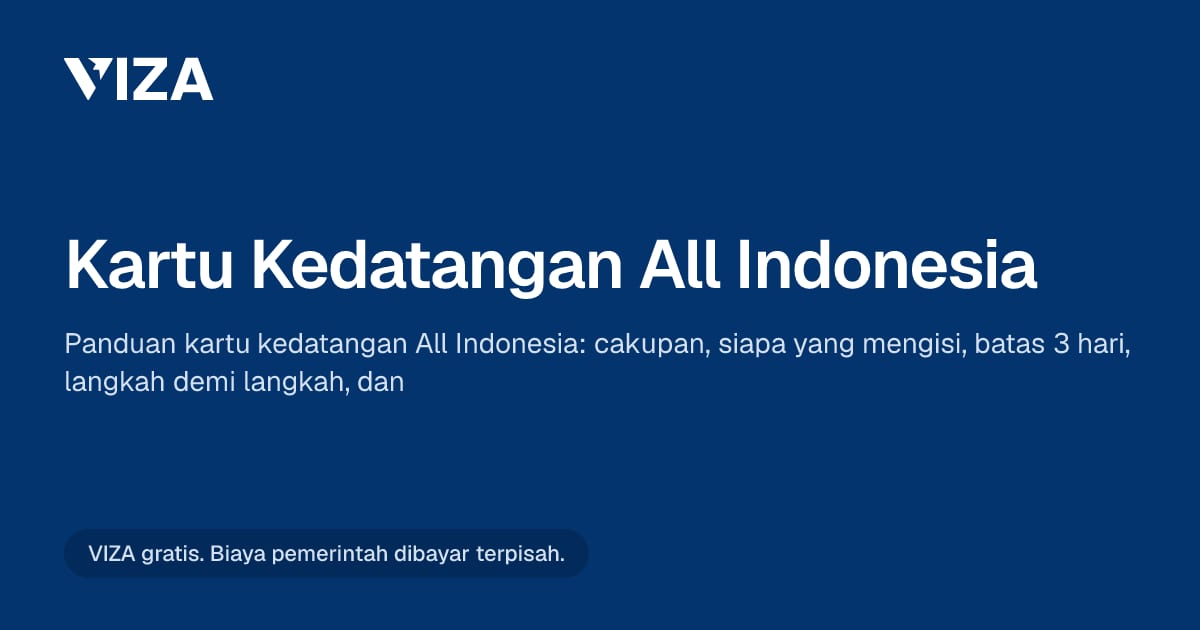 VIZA
Kartu Kedatangan All Indonesia
Panduan kartu kedatangan All Indonesia: cakupan, siapa yang mengisi, batas 3 hari,
langkah demi langkah, dan
VIZA gratis. Biaya pemerintah dibayar terpisah.